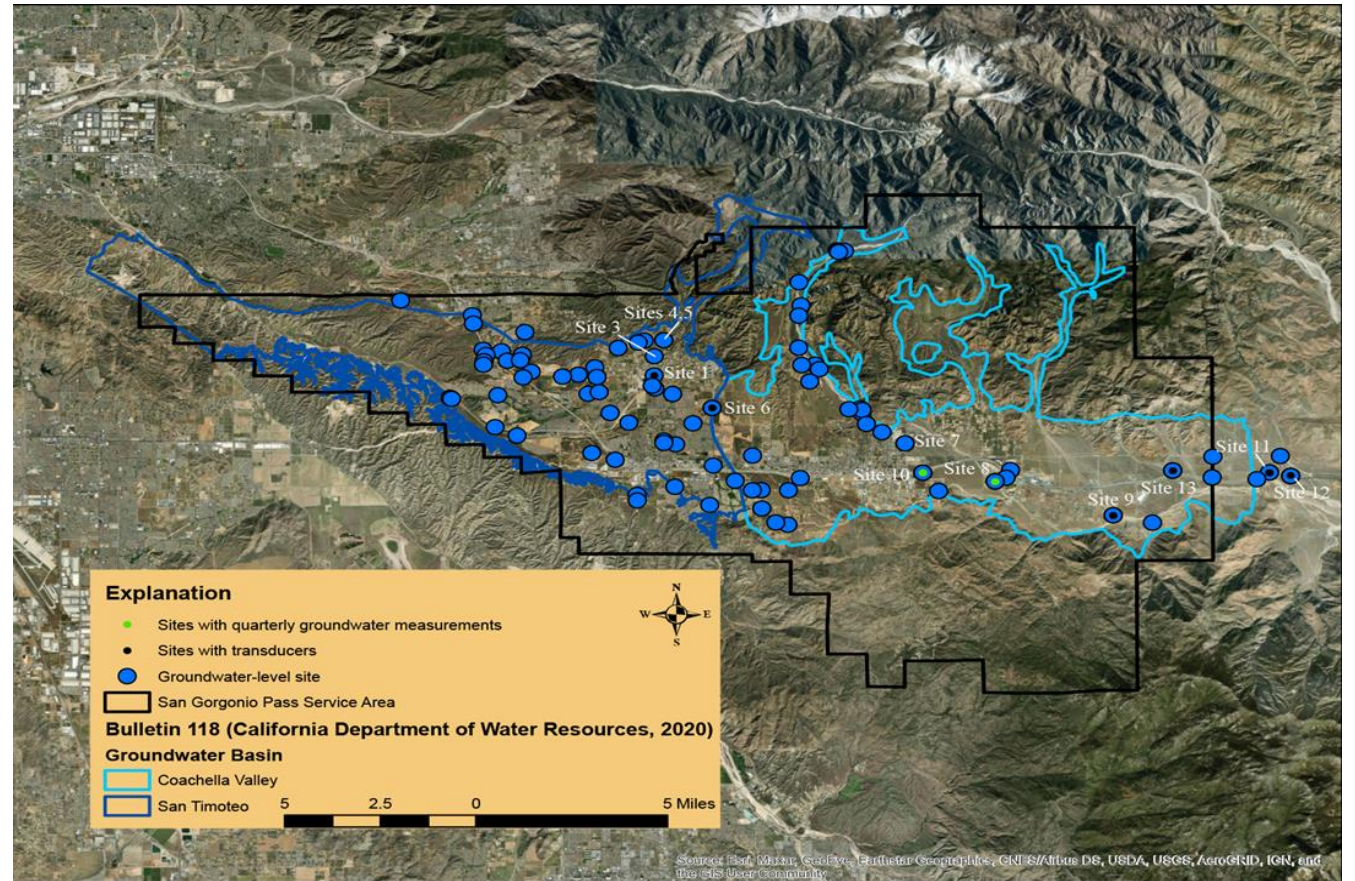 Sites 4,5
Site 3
Site 1
Site 6
Site 7
Site 10
Site 8
Site 11
Site 13
Site 12
Site 9
Explanation
N
W E
S
Sites with quarterly groundwater measurements
Sites with transducers
Groundwater-level site
San Gorgonio Pass Service Area
Bulletin 118 (California Department of Water Resources, 2020)
Groundwater Basin
Coachella Valley
San Timoteo
5 2.5 0 5 Miles
Source: Esri, Maxar, GeoEye, Earthstar Geographics, CNES/Airbus DS, USDA, USGS, AeroGRID, IGN, and
the GIS User Community